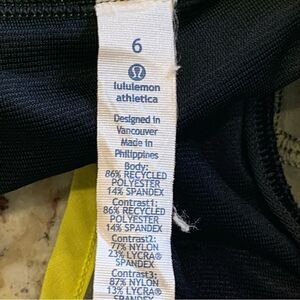 6
lululemon
athletica
Designed in
Vancouver
Made in
Philippines
Body:
86% RECYCLED
POLYESTER
14% SPANDEX
Contrast1:
86% RECYCLED
POLYESTER
14% SPANDEX
Contrast2:
77% NYLON
23% LYCRA®
SPANDEX
Contrast3:
87% NYLON
13% LYCRA®
SPANDEX